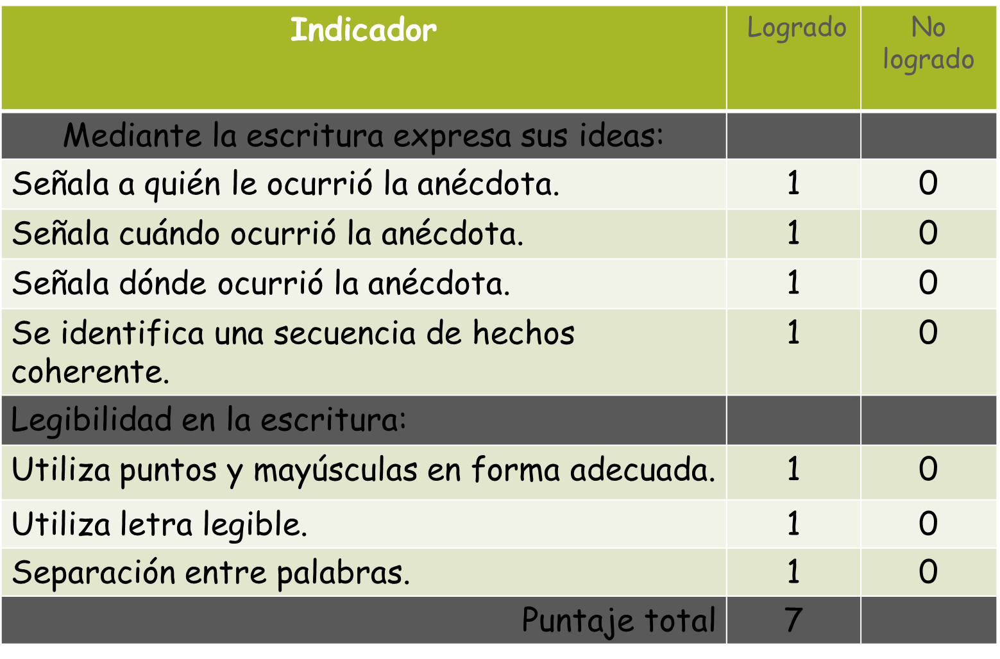 Indicador Logrado No
logrado
Mediante la escritura expresa sus ideas:
Señala a quién le ocurrió la anécdota. 1 0
Señala cuándo ocurrió la anécdota. 1 0
Señala dónde ocurrió la anécdota. 1 0
Se identifica una secuencia de hechos 1 0
coherente.
Legibilidad en la escritura:
Utiliza puntos y mayúsculas en forma adecuada. 1 0
Utiliza letra legible. 1 0
Separación entre palabras. 1 0
Puntaje total 7